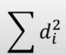 ∑ d_i^2